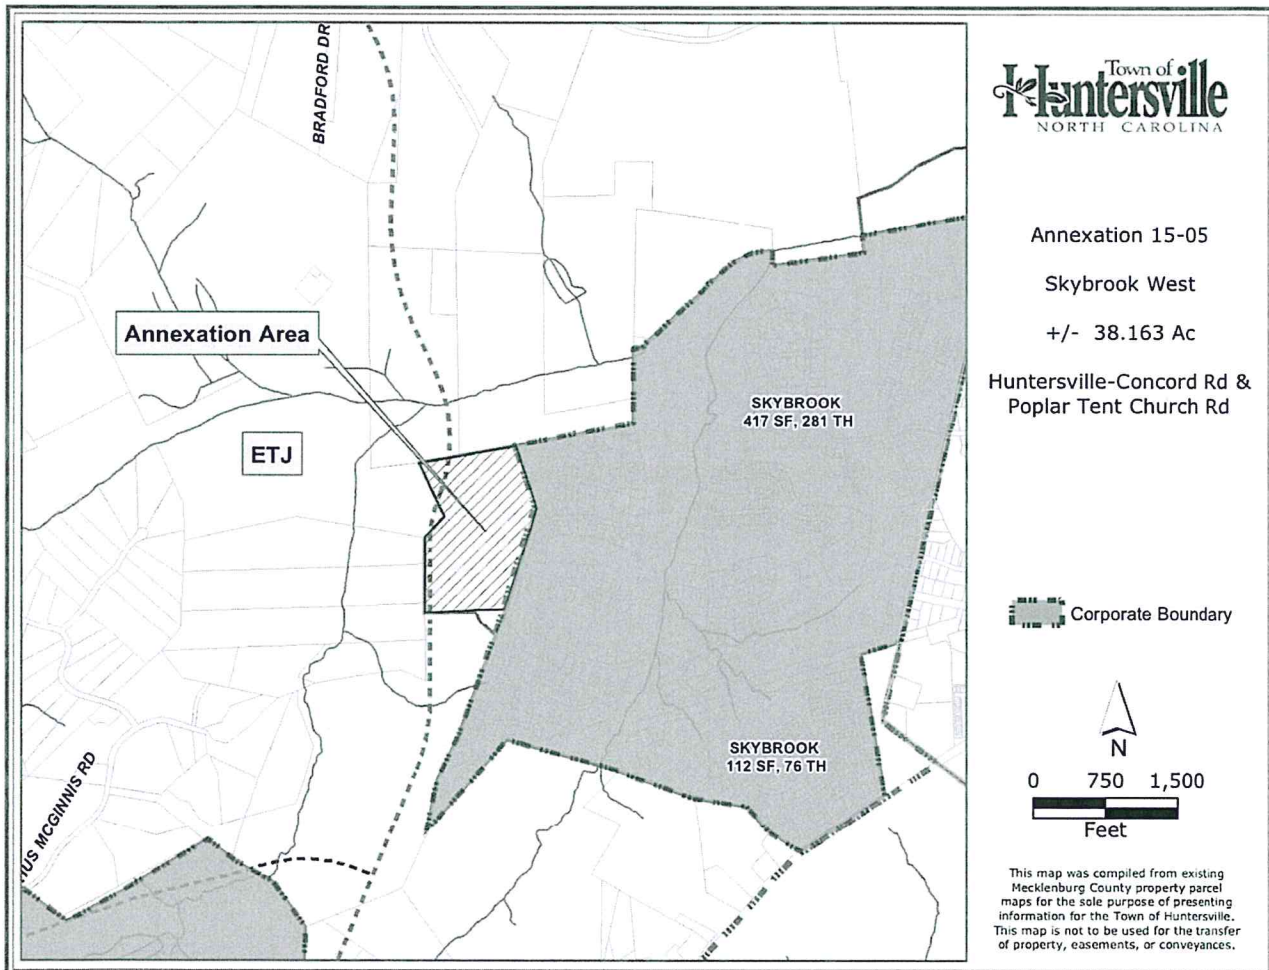 BRADFORD DR
Annexation Area
ETJ
SKYBROOK
417 SF, 281 TH
SKYBROOK
112 SF, 76 TH
MCGINNIS RD
Town of
Huntersville
NORTH CAROLINA
Annexation 15-05
Skybrook West
+/- 38.163 Ac
Huntersville-Concord Rd &
Poplar Tent Church Rd
Corporate Boundary
N
0 750 1,500
Feet
This map was compiled from existing
Mecklenburg County property parcel
maps for the sole purpose of presenting
information for the Town of Huntersville.
This map is not to be used for the transfer
of property, easements, or conveyances.